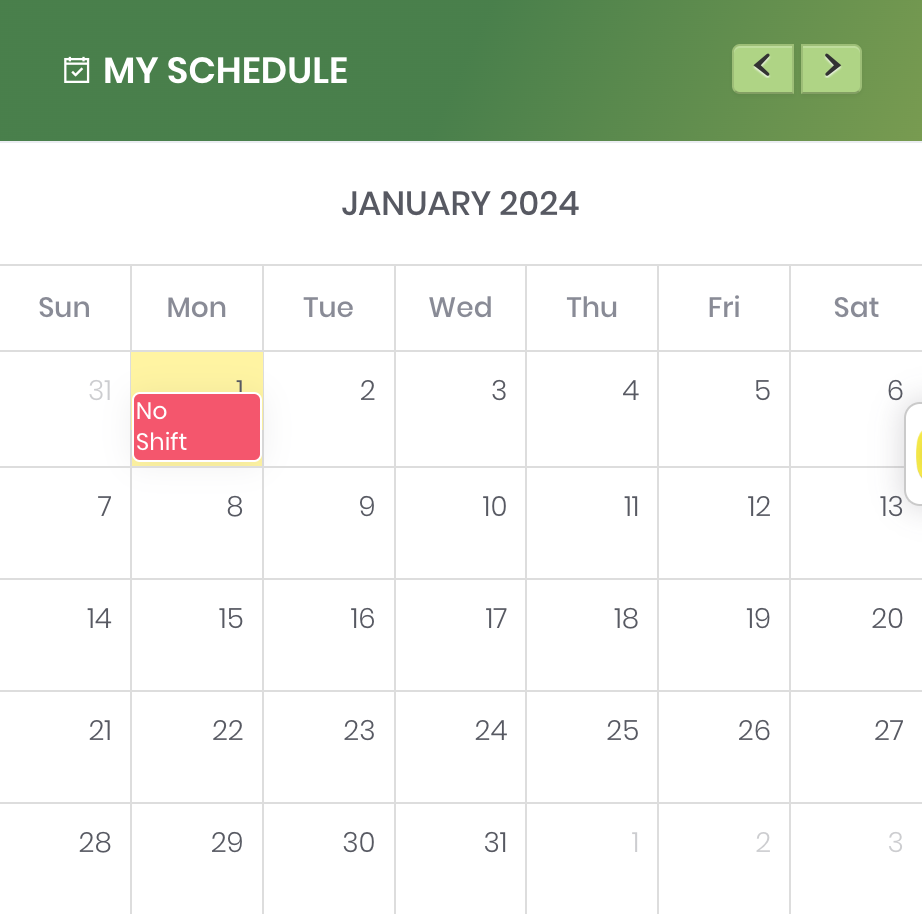 MY SCHEDULE
JANUARY 2024
Sun Mon Tue Wed Thu Fri Sat
31 1 2 3 4 5 6
No
Shift
7 8 9 10 11 12 13
14 15 16 17 18 19 20
21 22 23 24 25 26 27
28 29 30 31 1 2 3